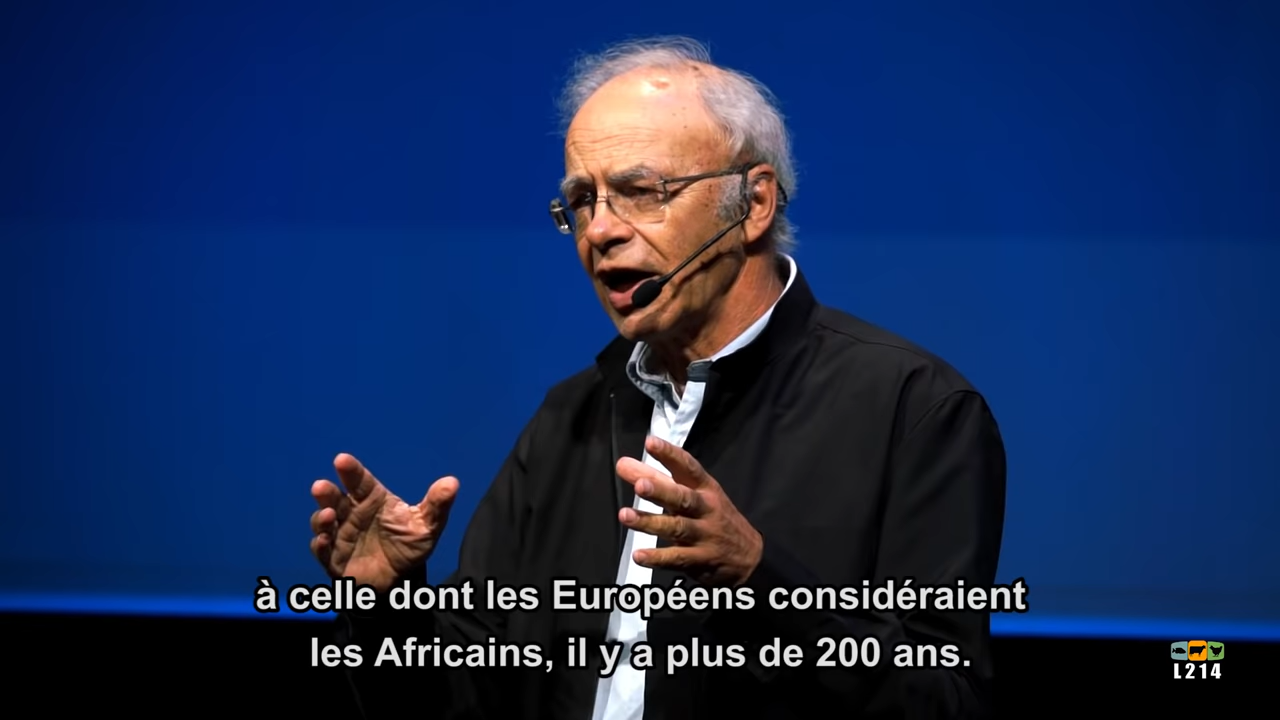 à celle dont les Européens considéraient
les Africains, il y a plus de 200 ans.
L214